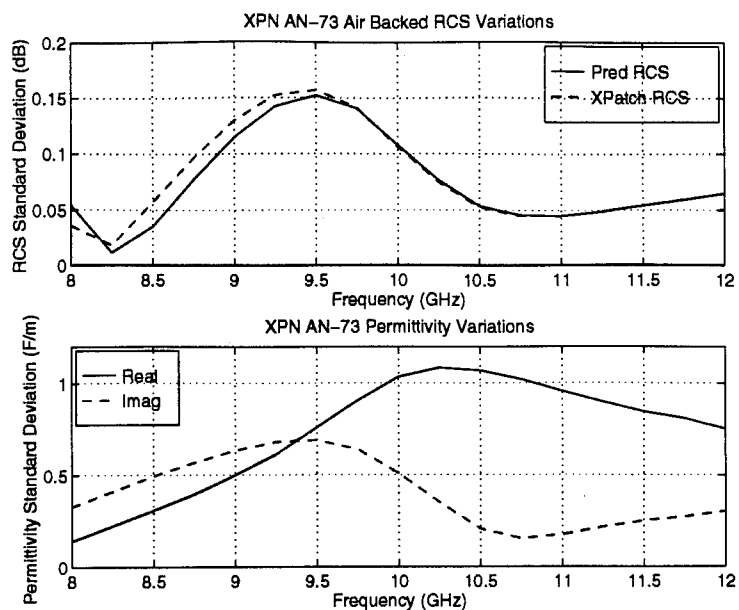 XPN AN-73 Air Backed RCS Variations
RCS Standard Deviation (dB)
0.2
0.15
0.1
0.05
0
Pred RCS
XPatch RCS
8 8.5 9 9.5 10 10.5 11 11.5 12
Frequency (GHz)
XPN AN-73 Permittivity Variations
Permittivity Standard Deviation (F/m)
1
0.5
0
Real
Imag
8 8.5 9 9.5 10 10.5 11 11.5 12
Frequency (GHz)